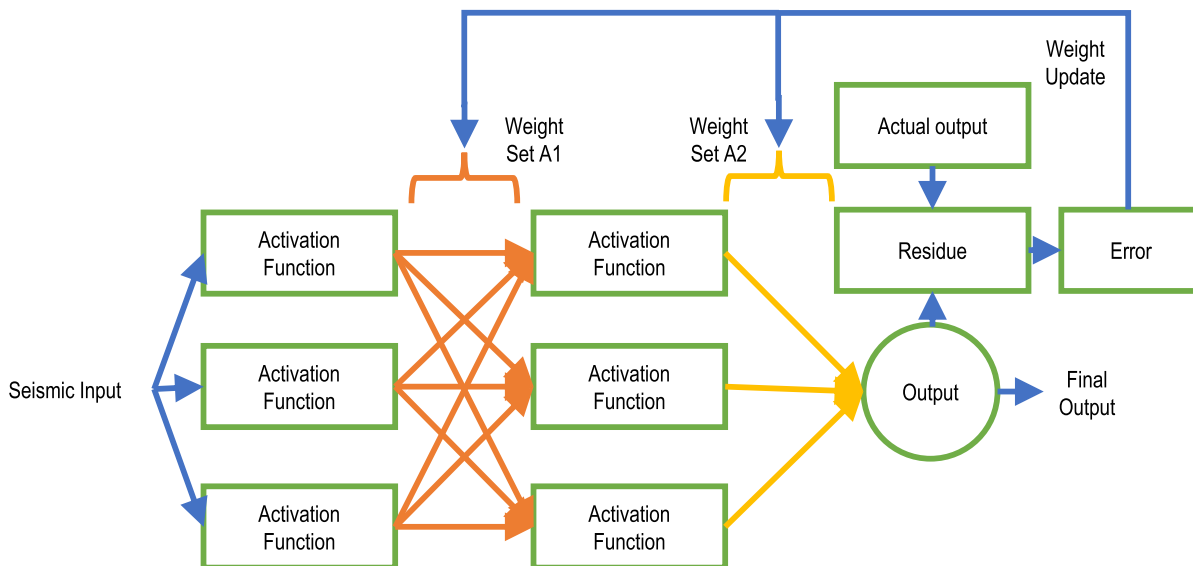 Weight
Update
Weight
Set A1
Weight
Set A2
Actual output
Activation
Function
Activation
Function
Residue
Error
Seismic Input
Activation
Function
Activation
Function
Output
Final
Output
Activation
Function
Activation
Function